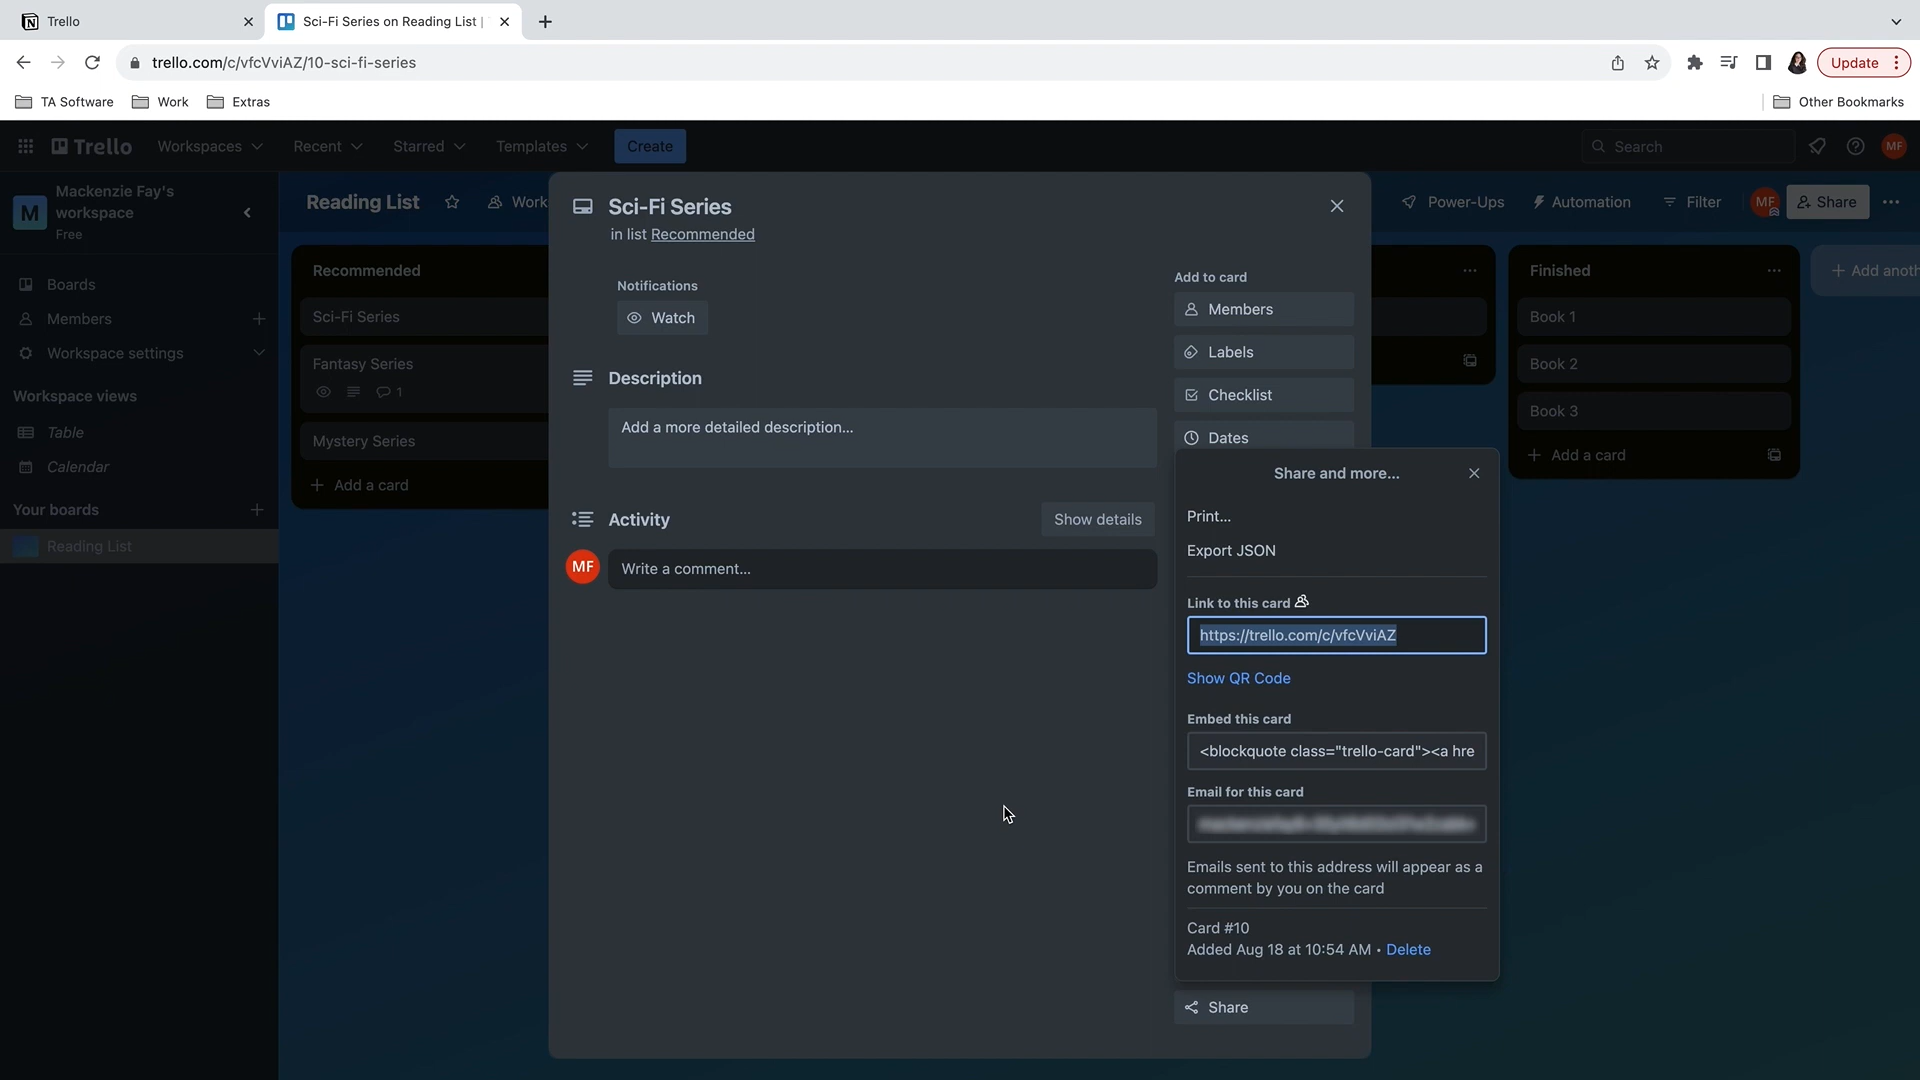 Trello
Sci-Fi Series on Reading List |
trello.com/c/vfcVviAZ/10-sci-fi-series
Update
TA Software
Work
Extras
Other Bookmarks
Trello
Workspaces
Recent
Starred
Templates
Create
Search
MF
M
Mackenzie Fay's
workspace
Free
Boards
Members
Workspace settings
Workspace views
Table
Calendar
Your boards
Reading List
Reading List
Work
Power-Ups
Automation
Filter
MF
Share
Recommended
Sci-Fi Series
Fantasy Series
1
Mystery Series
Add a card
Sci-Fi Series
in list Recommended
Notifications
Watch
Description
Add a more detailed description...
Activity
Show details
MF
Write a comment...
Add to card
Members
Labels
Checklist
Dates
Share and more...
Print...
Export JSON
Link to this card
https://trello.com/c/vfcVviAZ
Show QR Code
Embed this card
<blockquote class="trello-card"><a hre
Email for this card
Emails sent to this address will appear as a
comment by you on the card
Card #10
Added Aug 18 at 10:54 AM • Delete
Share
Finished
Book 1
Book 2
Book 3
Add a card
Add anoth